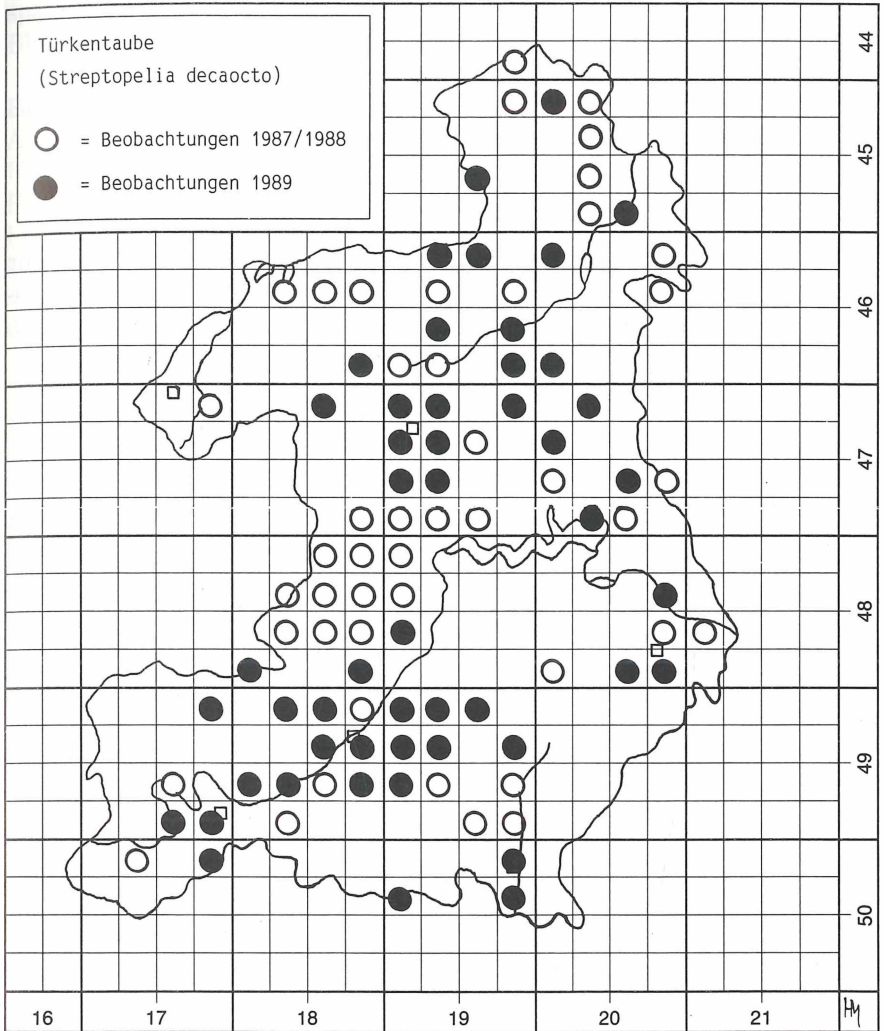 Türkentaube
(Streptopelia decaocto)
= Beobachtungen 1987/1988
= Beobachtungen 1989
44
45
46
47
48
49
50
16 17 18 19 20 21 HY